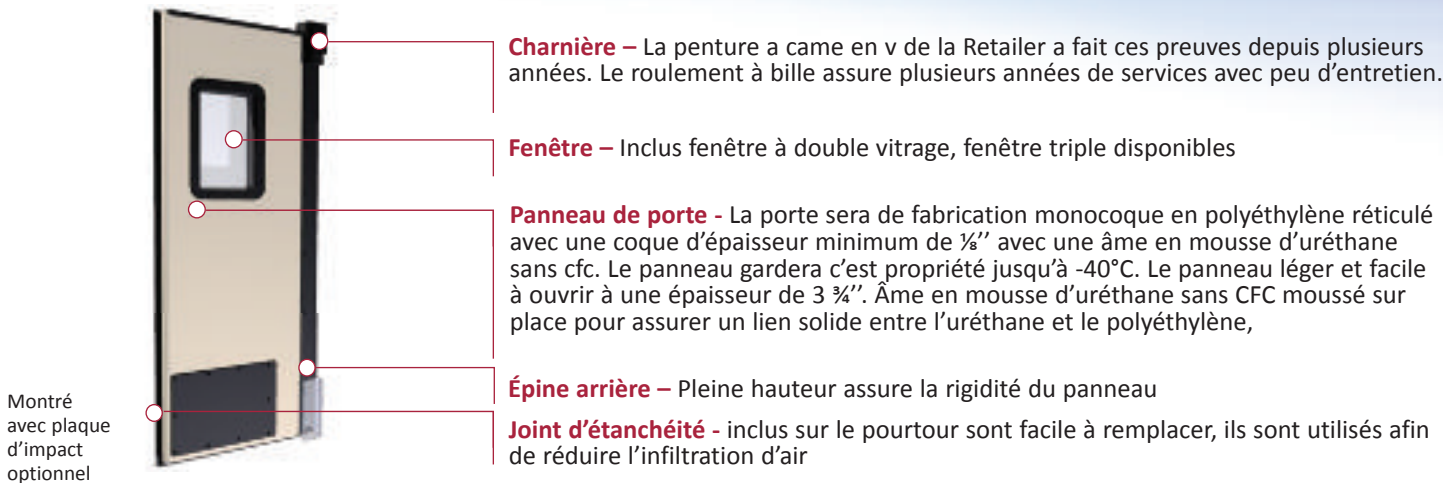 Charnière – La penture a came en v de la Retailer a fait ces preuves depuis plusieurs
années. Le roulement à bille assure plusieurs années de services avec peu d’entretien.
Fenêtre – Inclus fenêtre à double vitrage, fenêtre triple disponibles
Panneau de porte - La porte sera de fabrication monocoque en polyéthylène réticulé
avec une coque d’épaisseur minimum de ⅛’’ avec une âme en mousse d’uréthane
sans cfc. Le panneau gardera c’est propriété jusqu’à -40°C. Le panneau léger et facile
à ouvrir à une épaisseur de 3 ¾’’. Âme en mousse d’uréthane sans CFC moussé sur
place pour assurer un lien solide entre l’uréthane et le polyéthylène,
Épine arrière – Pleine hauteur assure la rigidité du panneau
Joint d’étanchéité - inclus sur le pourtour sont facile à remplacer, ils sont utilisés afin
de réduire l’infiltration d’air
Montré
avec plaque
d’impact
optionnel